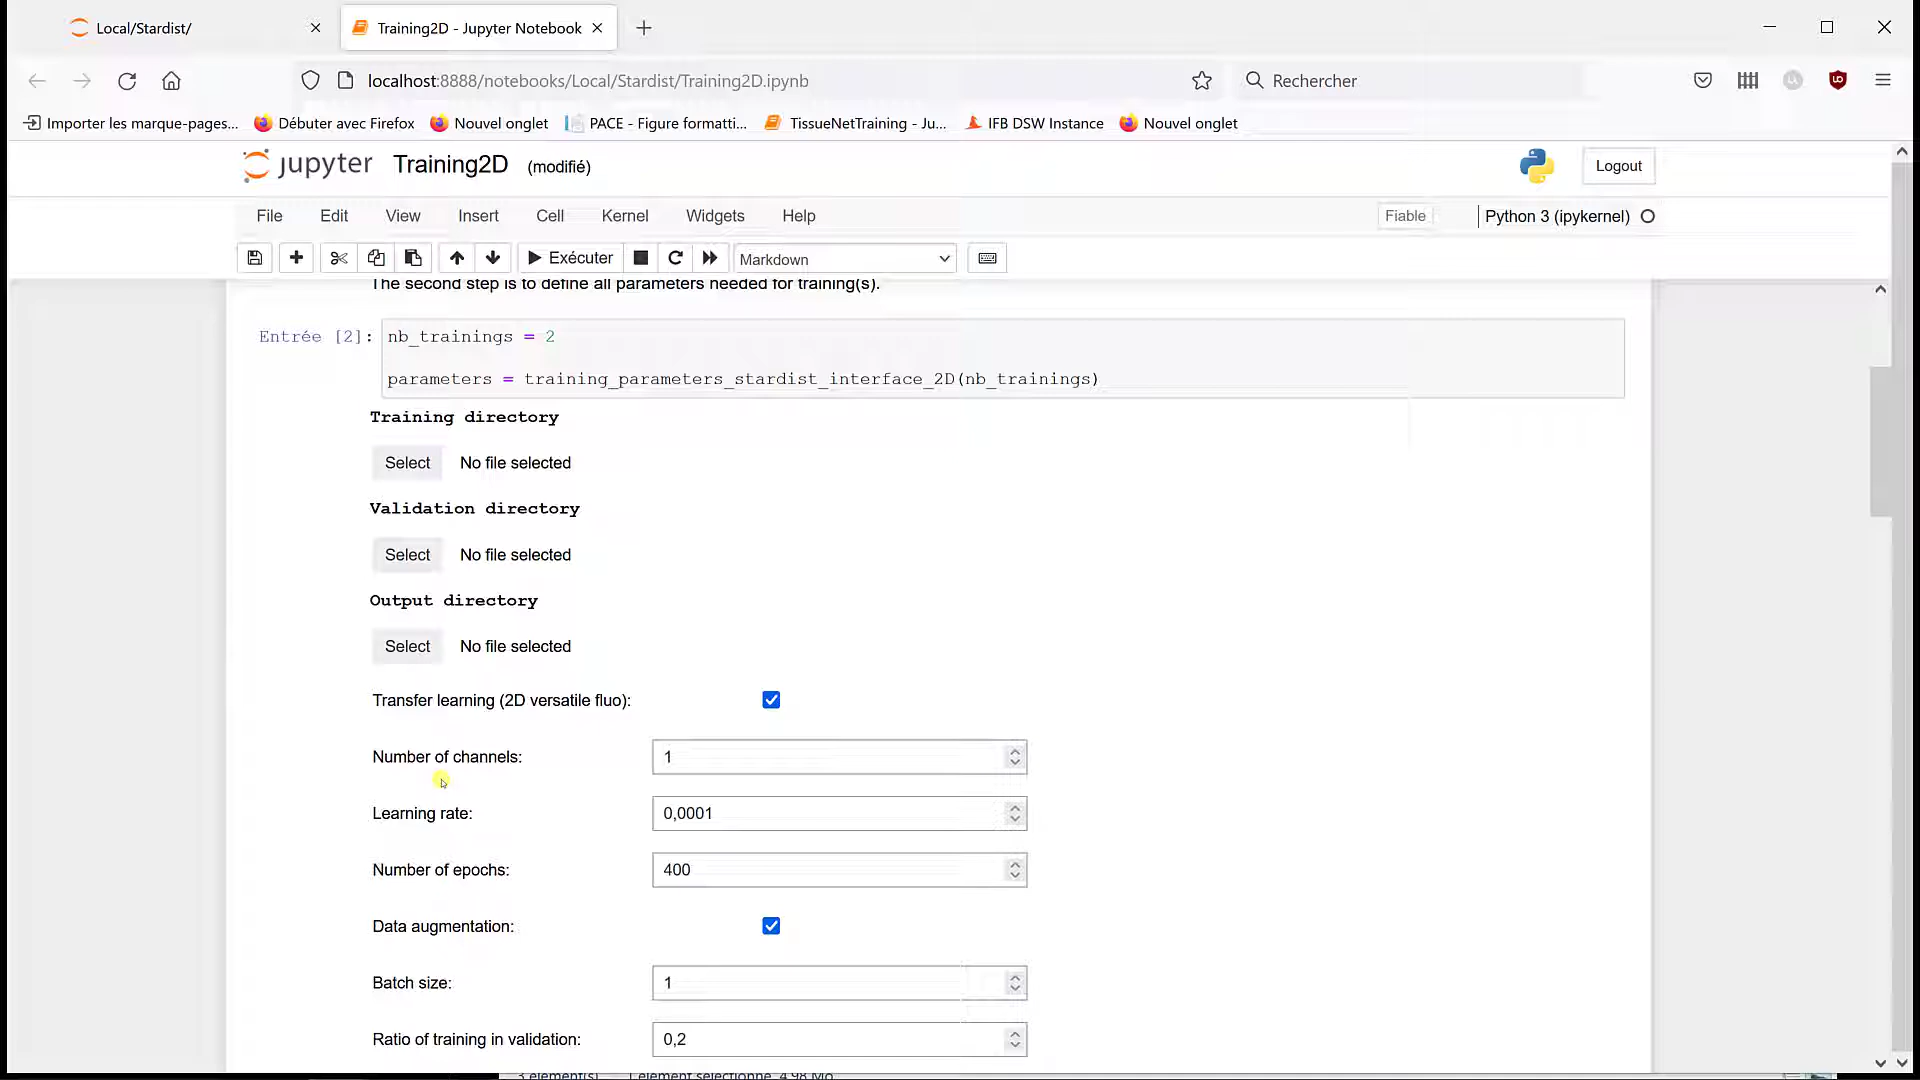 Local/Stardist/
Training2D - Jupyter Notebook
localhost:8888/notebooks/Local/Stardist/Training2D.ipynb
Rechercher
Importer les marque-pages...
Débuter avec Firefox
Nouvel onglet
PACE - Figure formatti...
TissueNetTraining - Ju...
IFB DSW Instance
Nouvel onglet
jupyter
Training2D
(modifié)
Logout
File
Edit
View
Insert
Cell
Kernel
Widgets
Help
Fiable
Python 3 (ipykernel)
Exécuter
Markdown
The second step is to define all parameters needed for training(s).
Entrée [2]:
nb_trainings = 2
parameters = training_parameters_stardist_interface_2D(nb_trainings)
Training directory
Select
No file selected
Validation directory
Select
No file selected
Output directory
Select
No file selected
Transfer learning (2D versatile fluo):
Number of channels:
1
Learning rate:
0,0001
Number of epochs:
400
Data augmentation:
Batch size:
1
Ratio of training in validation:
0,2